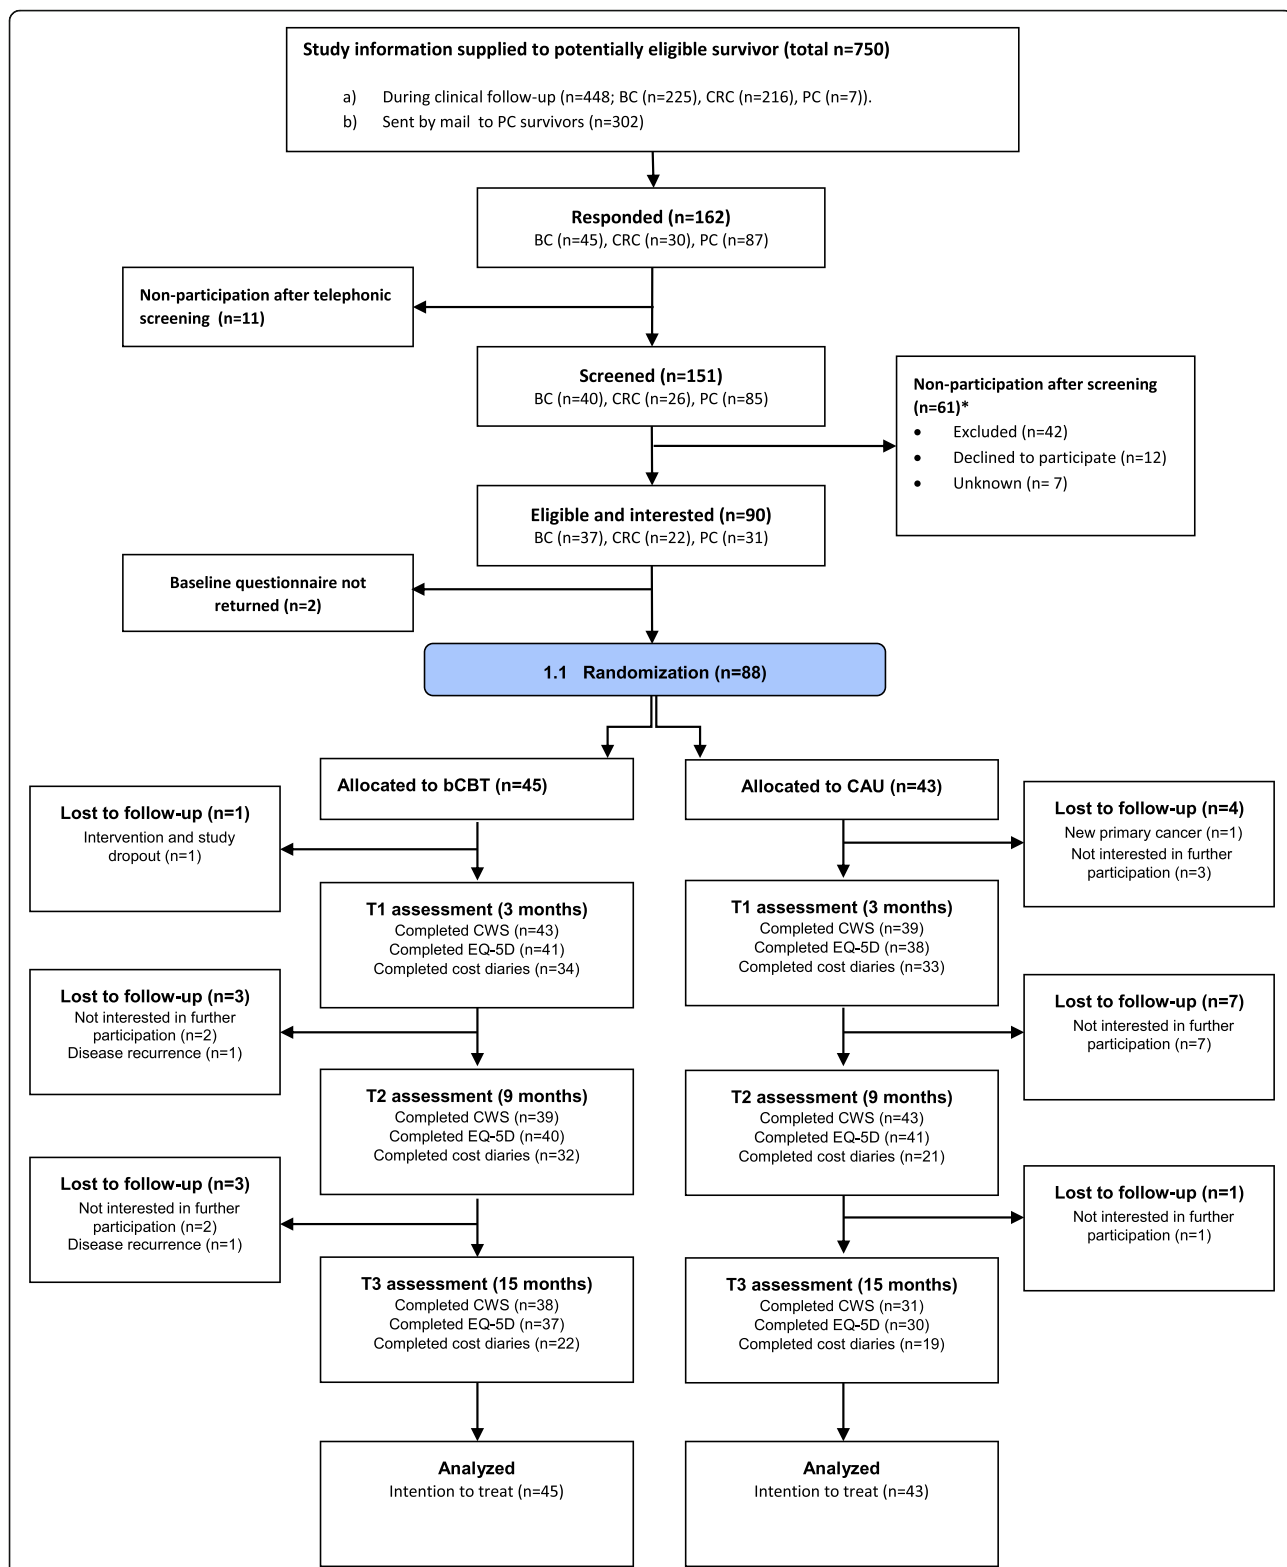 Study information supplied to potentially eligible survivor (total n=750)
a) During clinical follow-up (n=448; BC (n=225), CRC (n=216), PC (n=7)).
b) Sent by mail to PC survivors (n=302)
Responded (n=162)
BC (n=45), CRC (n=30), PC (n=87)
Non-participation after telephonic
screening (n=11)
Screened (n=151)
BC (n=40), CRC (n=26), PC (n=85)
Non-participation after screening
(n=61)*
• Excluded (n=42)
• Declined to participate (n=12)
• Unknown (n= 7)
Eligible and interested (n=90)
BC (n=37), CRC (n=22), PC (n=31)
Baseline questionnaire not
returned (n=2)
1.1 Randomization (n=88)
Allocated to bCBT (n=45)
Allocated to CAU (n=43)
Lost to follow-up (n=1)
Intervention and study
dropout (n=1)
Lost to follow-up (n=4)
New primary cancer (n=1)
Not interested in further
participation (n=3)
T1 assessment (3 months)
Completed CWS (n=43)
Completed EQ-5D (n=41)
Completed cost diaries (n=34)
T1 assessment (3 months)
Completed CWS (n=39)
Completed EQ-5D (n=38)
Completed cost diaries (n=33)
Lost to follow-up (n=3)
Not interested in further
participation (n=2)
Disease recurrence (n=1)
Lost to follow-up (n=7)
Not interested in further
participation (n=7)
T2 assessment (9 months)
Completed CWS (n=39)
Completed EQ-5D (n=40)
Completed cost diaries (n=32)
T2 assessment (9 months)
Completed CWS (n=43)
Completed EQ-5D (n=41)
Completed cost diaries (n=21)
Lost to follow-up (n=3)
Not interested in further
participation (n=2)
Disease recurrence (n=1)
Lost to follow-up (n=1)
Not interested in further
participation (n=1)
T3 assessment (15 months)
Completed CWS (n=38)
Completed EQ-5D (n=37)
Completed cost diaries (n=22)
T3 assessment (15 months)
Completed CWS (n=31)
Completed EQ-5D (n=30)
Completed cost diaries (n=19)
Analyzed
Intention to treat (n=45)
Analyzed
Intention to treat (n=43)